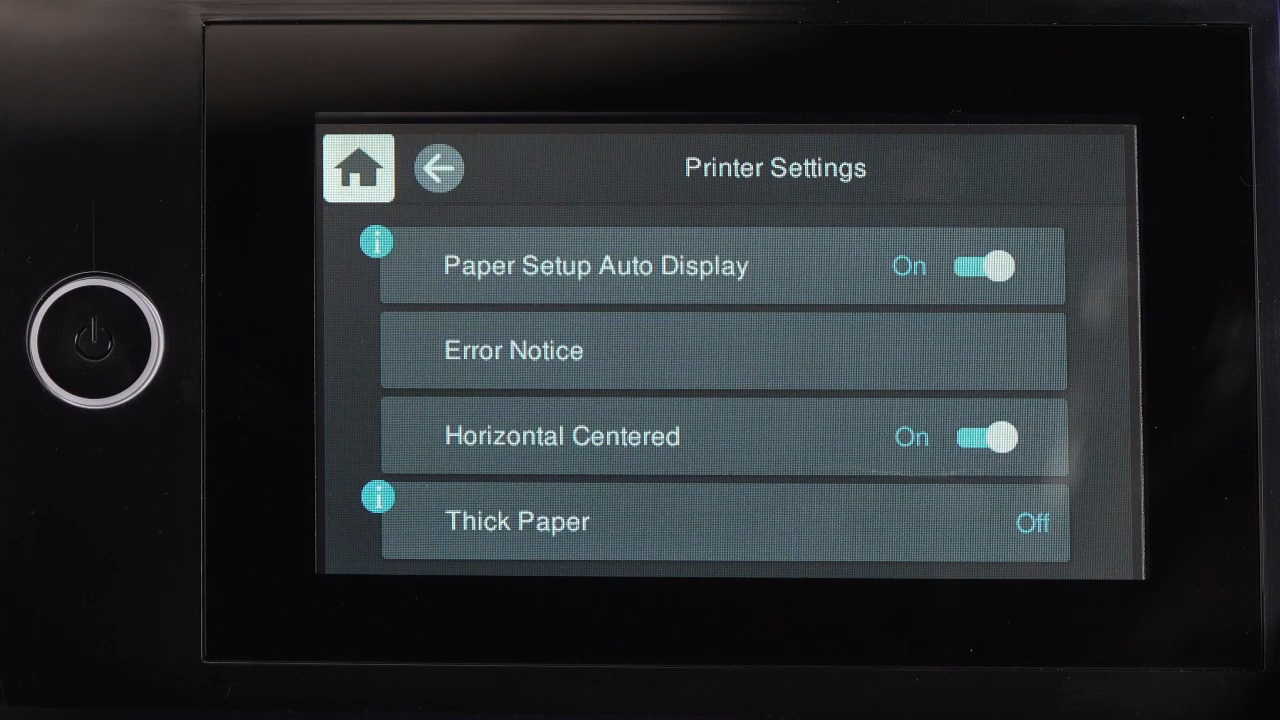 Printer Settings
Paper Setup Auto Display On
Error Notice
Horizontal Centered On
Thick Paper Off